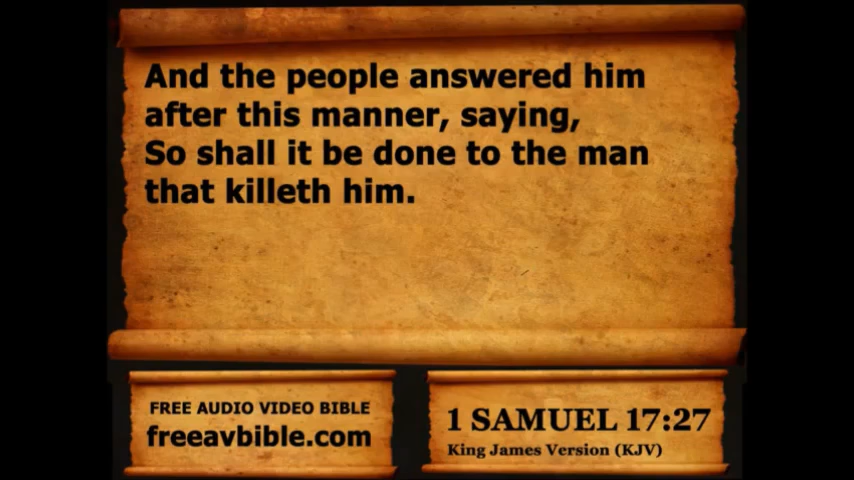 And the people answered him
after this manner, saying,
So shall it be done to the man
that killeth him.
FREE AUDIO VIDEO BIBLE
freeavbible.com
1 SAMUEL 17:27
King James Version (KJV)